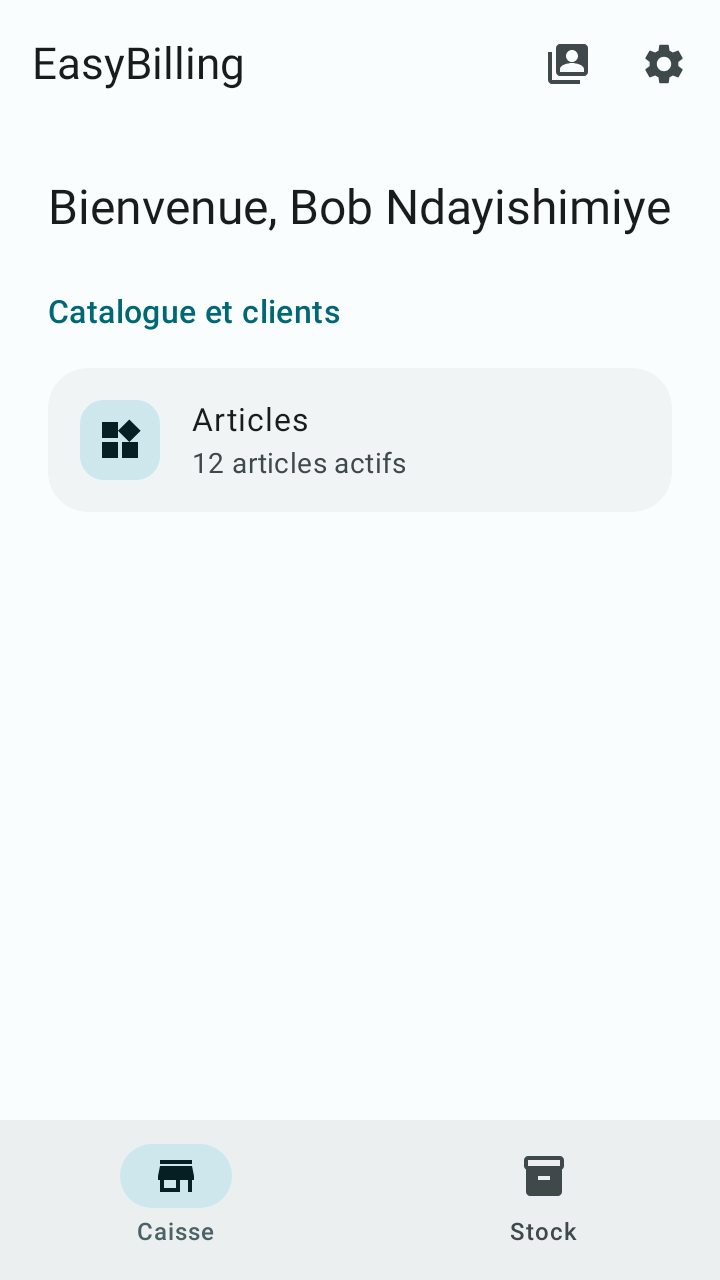 EasyBilling
Bienvenue, Bob Ndayishimiye
Catalogue et clients
Articles
12 articles actifs
Caisse
Stock